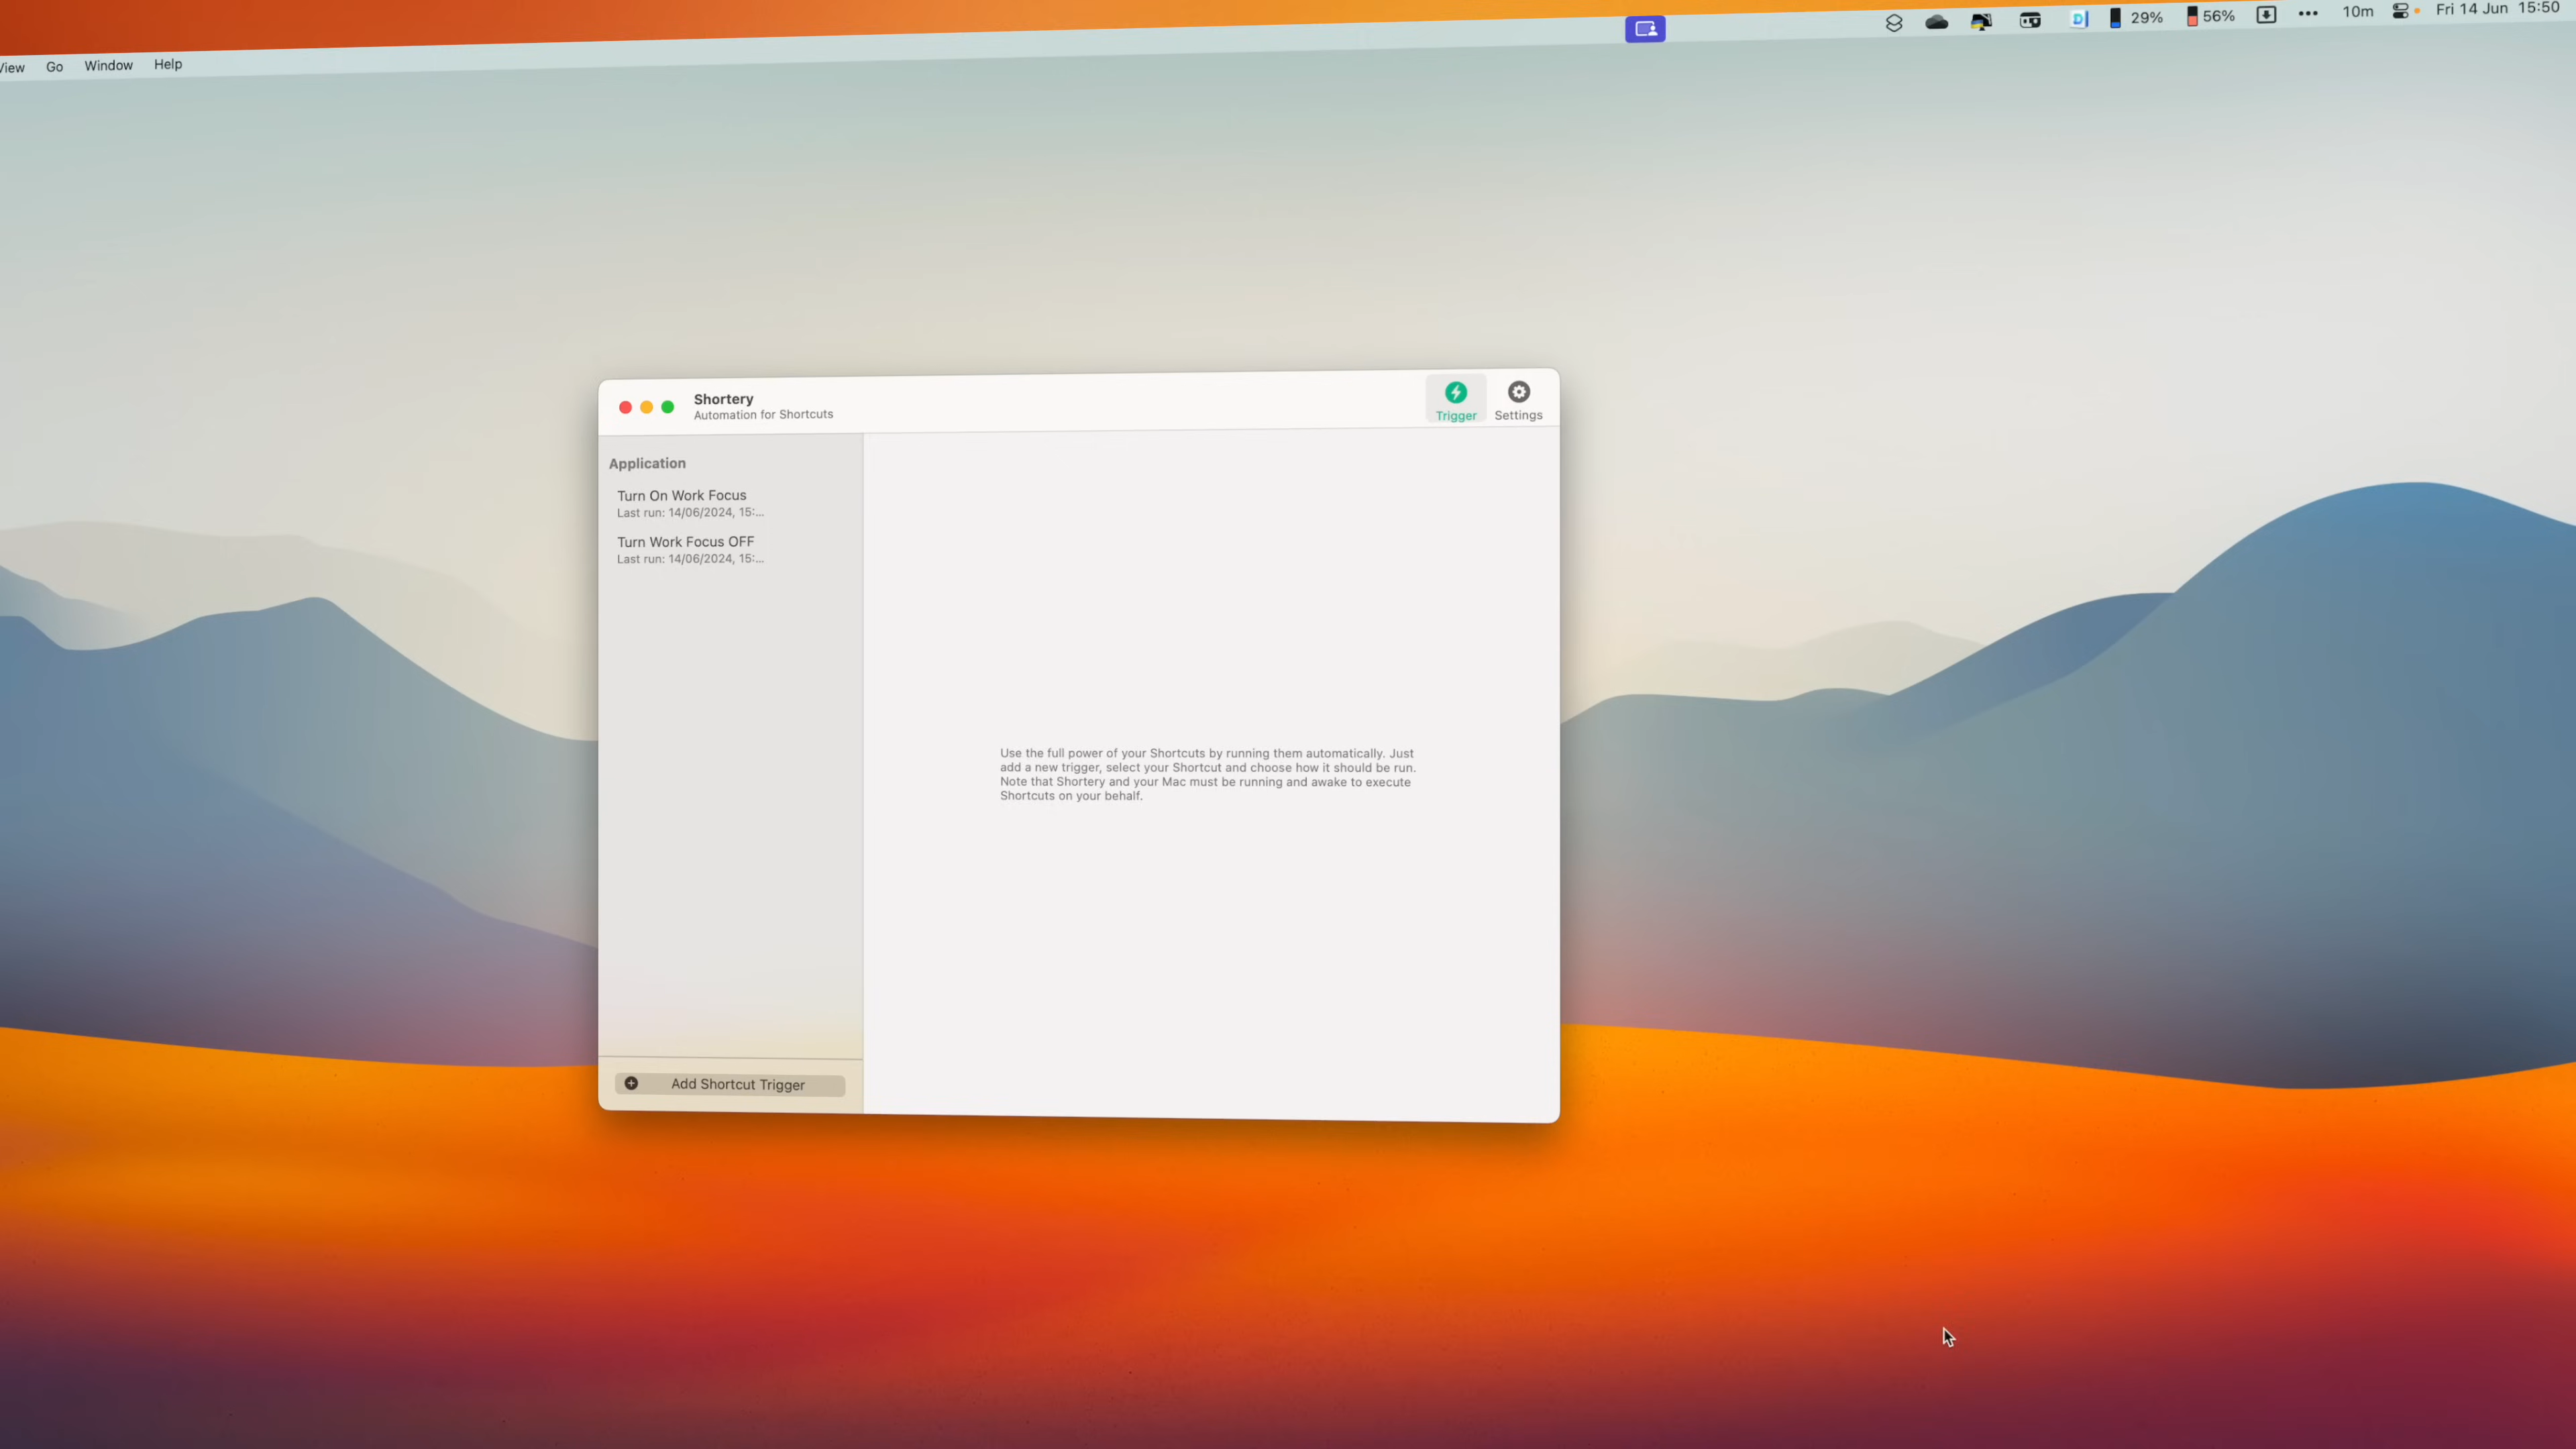 View Go Window Help
29% 56% 10m Fri 14 Jun 15:50
Shortery
Automation for Shortcuts
Trigger Settings
Application
Turn On Work Focus
Last run: 14/06/2024, 15:...
Turn Work Focus OFF
Last run: 14/06/2024, 15:...
Use the full power of your Shortcuts by running them automatically. Just
add a new trigger, select your Shortcut and choose how it should be run.
Note that Shortery and your Mac must be running and awake to execute
Shortcuts on your behalf.
Add Shortcut Trigger